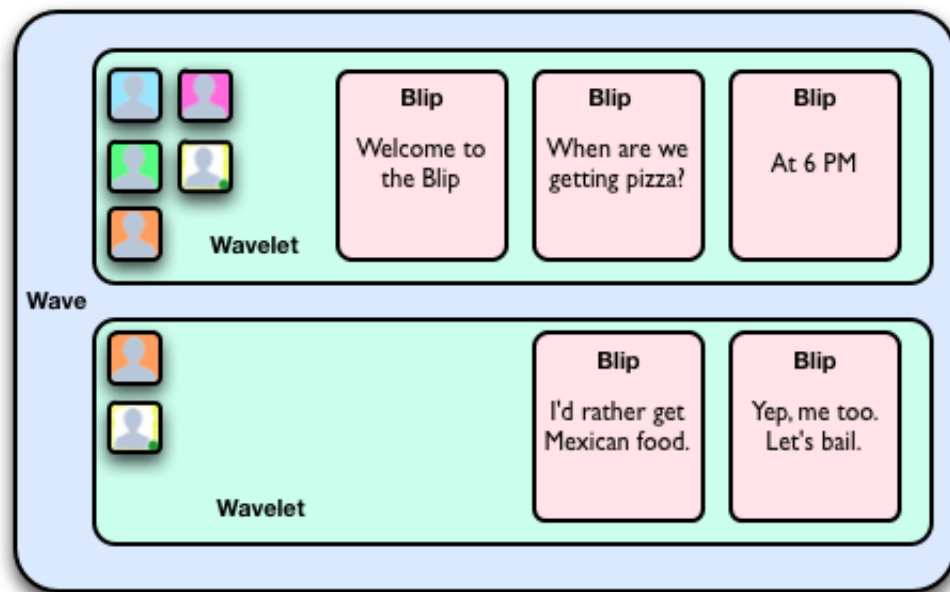 Blip
Welcome to
the Blip
Blip
When are we
getting pizza?
Blip
At 6 PM
Wavelet
Wave
Blip
I'd rather get
Mexican food.
Blip
Yep, me too.
Let's bail.
Wavelet